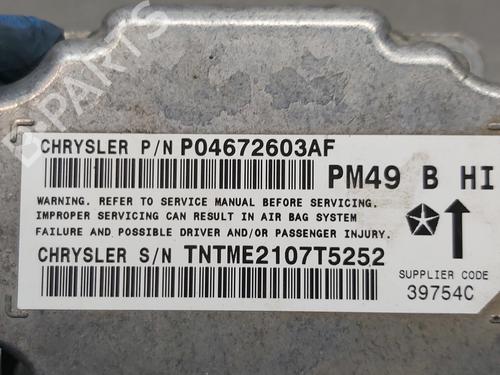 B-PARTS
CHRYSLER P/N P04672603AF
PM49 B HI
WARNING. REFER TO SERVICE MANUAL BEFORE SERVICING.
IMPROPER SERVICING CAN RESULT IN AIR BAG SYSTEM
FAILURE AND POSSIBLE DRIVER AND/OR PASSENGER INJURY.
CHRYSLER S/N TNTME2107T5252
SUPPLIER CODE
39754C